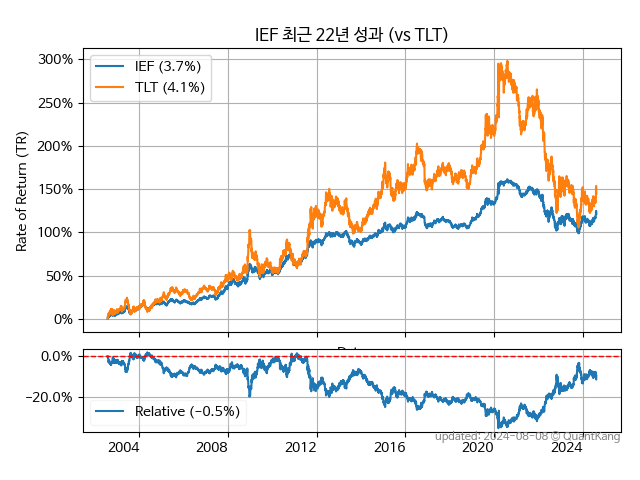 IEF 최근 22년 성과 (vs TLT)
300%
250%
200%
150%
100%
50%
0%
Rate of Return (TR)
IEF (3.7%)
TLT (4.1%)
0.0%
−20.0%
Relative (−0.5%)
2004
2008
2012
2016
2020
2024
updated: 2024-08-08 © QuantKang